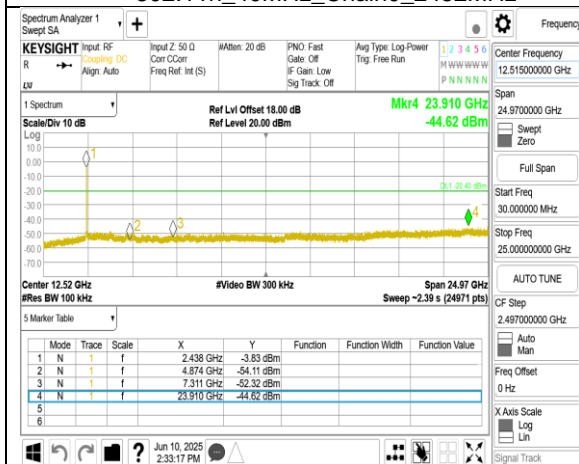 Spectrum Analyzer 1
Swept SA
Frequency
KEYSIGHT
R
LXI
Input: RF
Coupling: DC
Align: Auto
Input Z: 50 Ω
Corr CCorr
Freq Ref: Int (S)
#Atten: 20 dB
PNO: Fast
Gate: Off
IF Gain: Low
Sig Track: Off
Avg Type: Log-Power
Trig: Free Run
1 2 3 4 5 6
M W W W W W
P N N N N N
Center Frequency
12.515000000 GHz
Span
24.9700000 GHz
Swept
Zero
Full Span
Start Freq
30.000000 MHz
Stop Freq
25.000000000 GHz
AUTO TUNE
CF Step
2.497000000 GHz
Auto
Man
Freq Offset
0 Hz
X Axis Scale
Log
Lin
Signal Track
1 Spectrum
Scale/Div 10 dB
Ref Lvl Offset 18.00 dB
Ref Level 20.00 dBm
Mkr4 23.910 GHz
-44.62 dBm
Log
10.0
0.00
-10.0
-20.0
-30.0
-40.0
-50.0
-60.0
-70.0
1
2
3
4
DL1 -20.40 dBm
Center 12.52 GHz
#Video BW 300 kHz
Span 24.97 GHz
#Res BW 100 kHz
Sweep ~2.39 s (24971 pts)
5 Marker Table
Mode Trace Scale X Y Function Function Width Function Value
1 N 1 f 2.438 GHz -3.83 dBm
2 N 1 f 4.874 GHz -54.11 dBm
3 N 1 f 7.311 GHz -52.32 dBm
4 N 1 f 23.910 GHz -44.62 dBm
5
6
Jun 10, 2025
2:33:17 PM